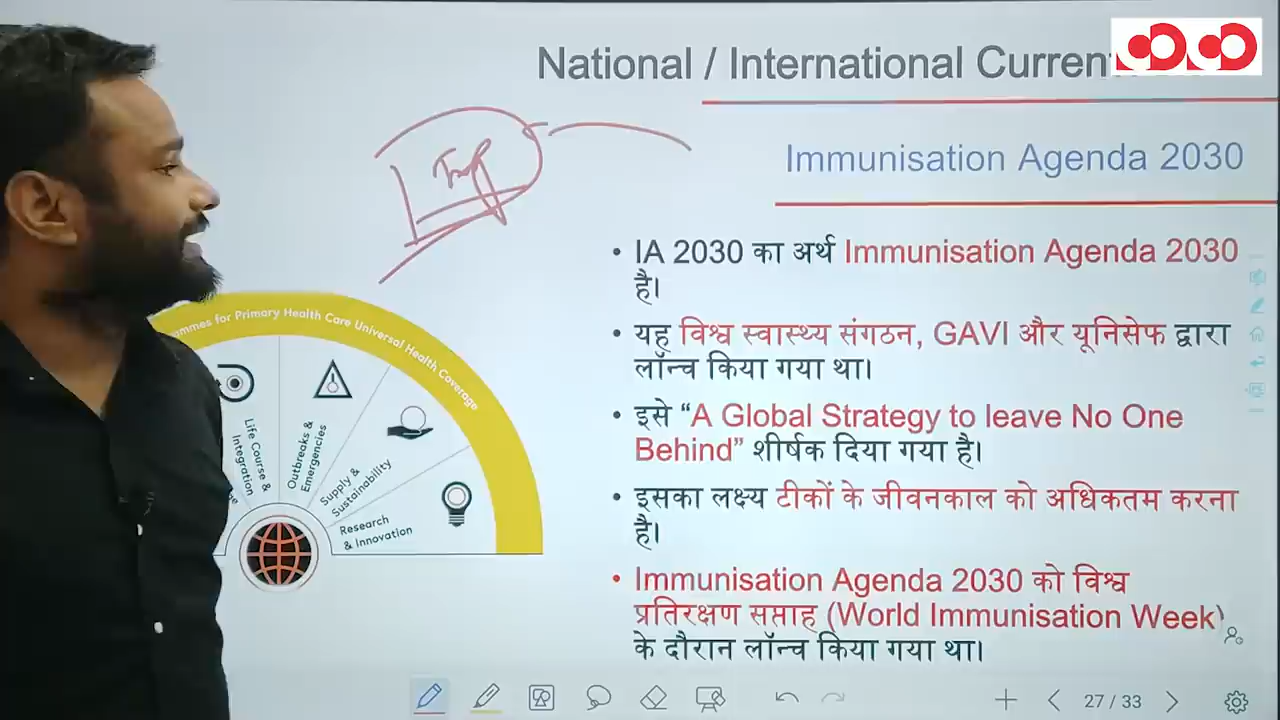 National / International Current
Immunisation Agenda 2030
Imp
• IA 2030 का अर्थ Immunisation Agenda 2030
है।
• यह विश्व स्वास्थ्य संगठन, GAVI और यूनिसेफ द्वारा
लॉन्च किया गया था।
• इसे “A Global Strategy to leave No One
Behind” शीर्षक दिया गया है।
• इसका लक्ष्य टीकों के जीवनकाल को अधिकतम करना
है।
• Immunisation Agenda 2030 को विश्व
प्रतिरक्षण सप्ताह (World Immunisation Week)
के दौरान लॉन्च किया गया था।
for Primary Health Care Universal Health Coverage
Life Course &
Integration
Outbreaks &
Emergencies
Supply &
Sustainability
Research
& Innovation
27 / 33